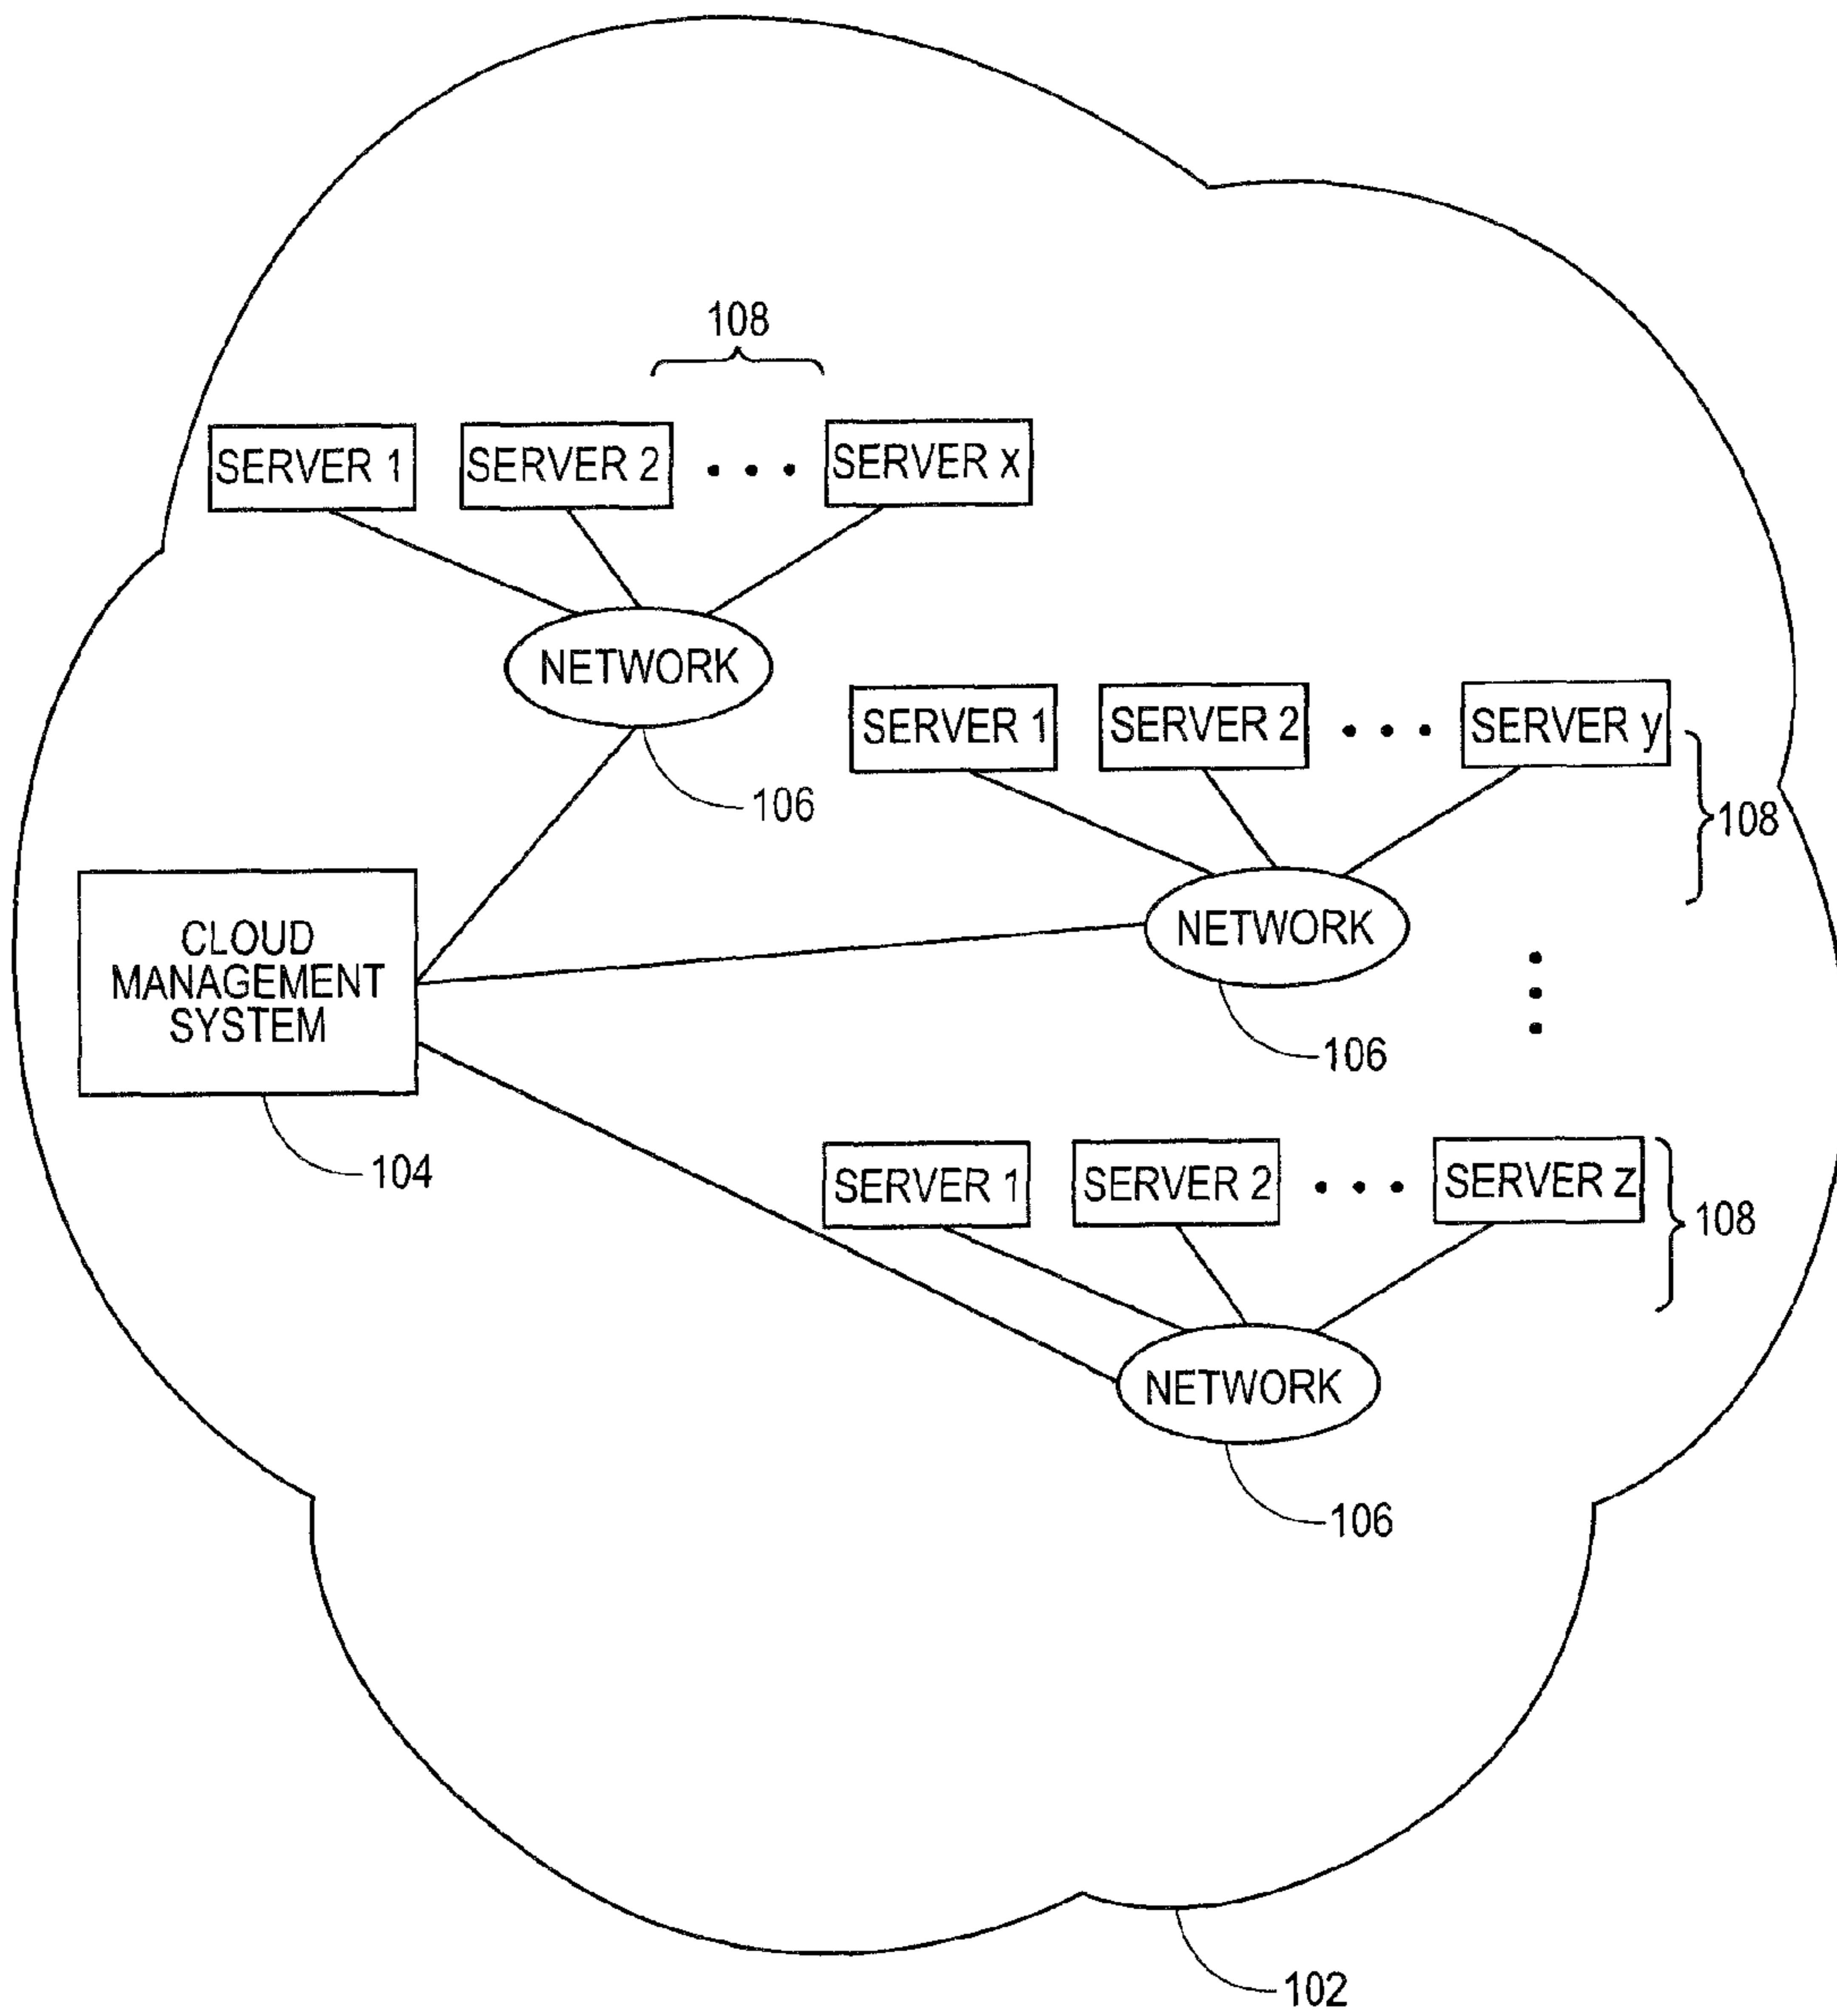 108
SERVER 1
SERVER 2
SERVER x
NETWORK
106
SERVER 1
SERVER 2
SERVER y
108
NETWORK
106
CLOUD
MANAGEMENT
SYSTEM
104
SERVER 1
SERVER 2
SERVER z
108
NETWORK
106
102